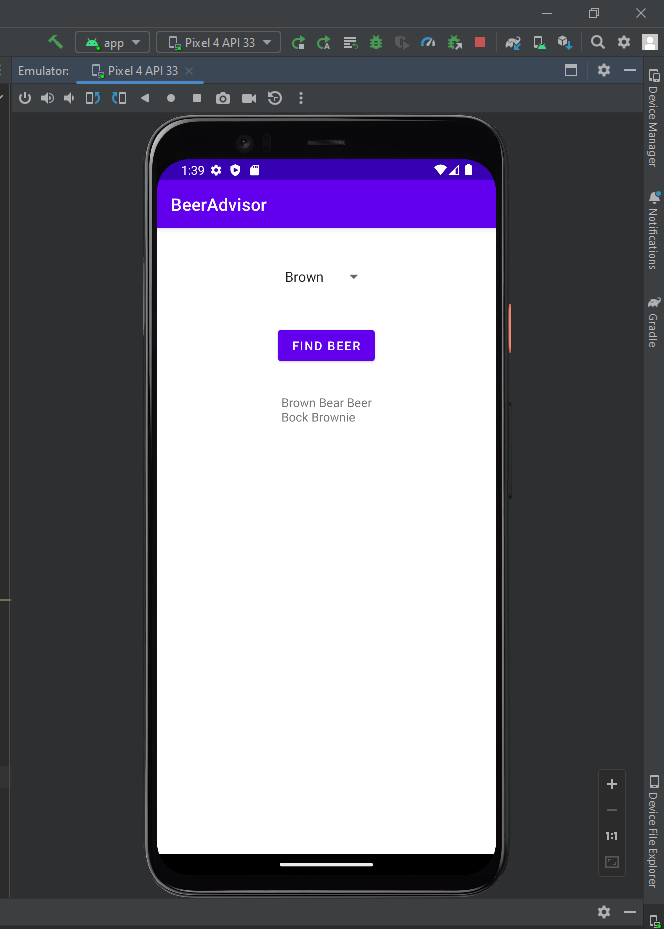 app
Pixel 4 API 33
Emulator:
Pixel 4 API 33
1:39
BeerAdvisor
Brown
FIND BEER
Brown Bear Beer
Bock Brownie
1:1
Device Manager
Notifications
Gradle
Device File Explorer